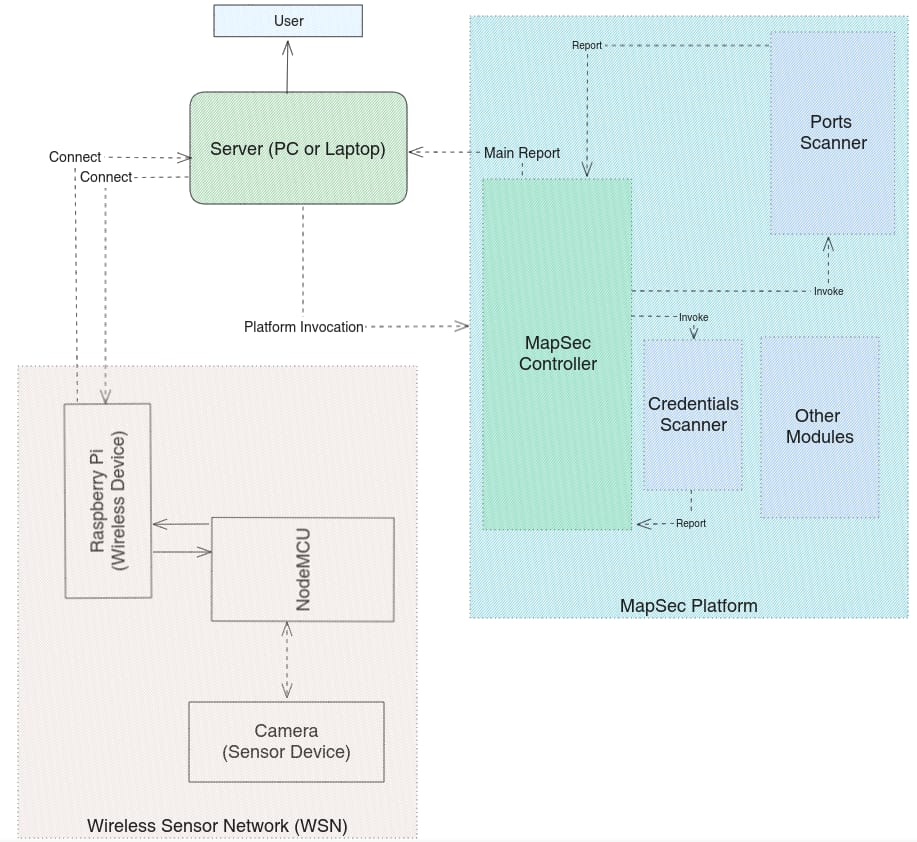 User
Server (PC or Laptop)
Connect
Connect
Platform Invocation
Main Report
Report
Ports
Scanner
Invoke
Invoke
MapSec
Controller
Credentials
Scanner
Other
Modules
Report
MapSec Platform
Raspberry Pi
(Wireless Device)
NodeMCU
Camera
(Sensor Device)
Wireless Sensor Network (WSN)